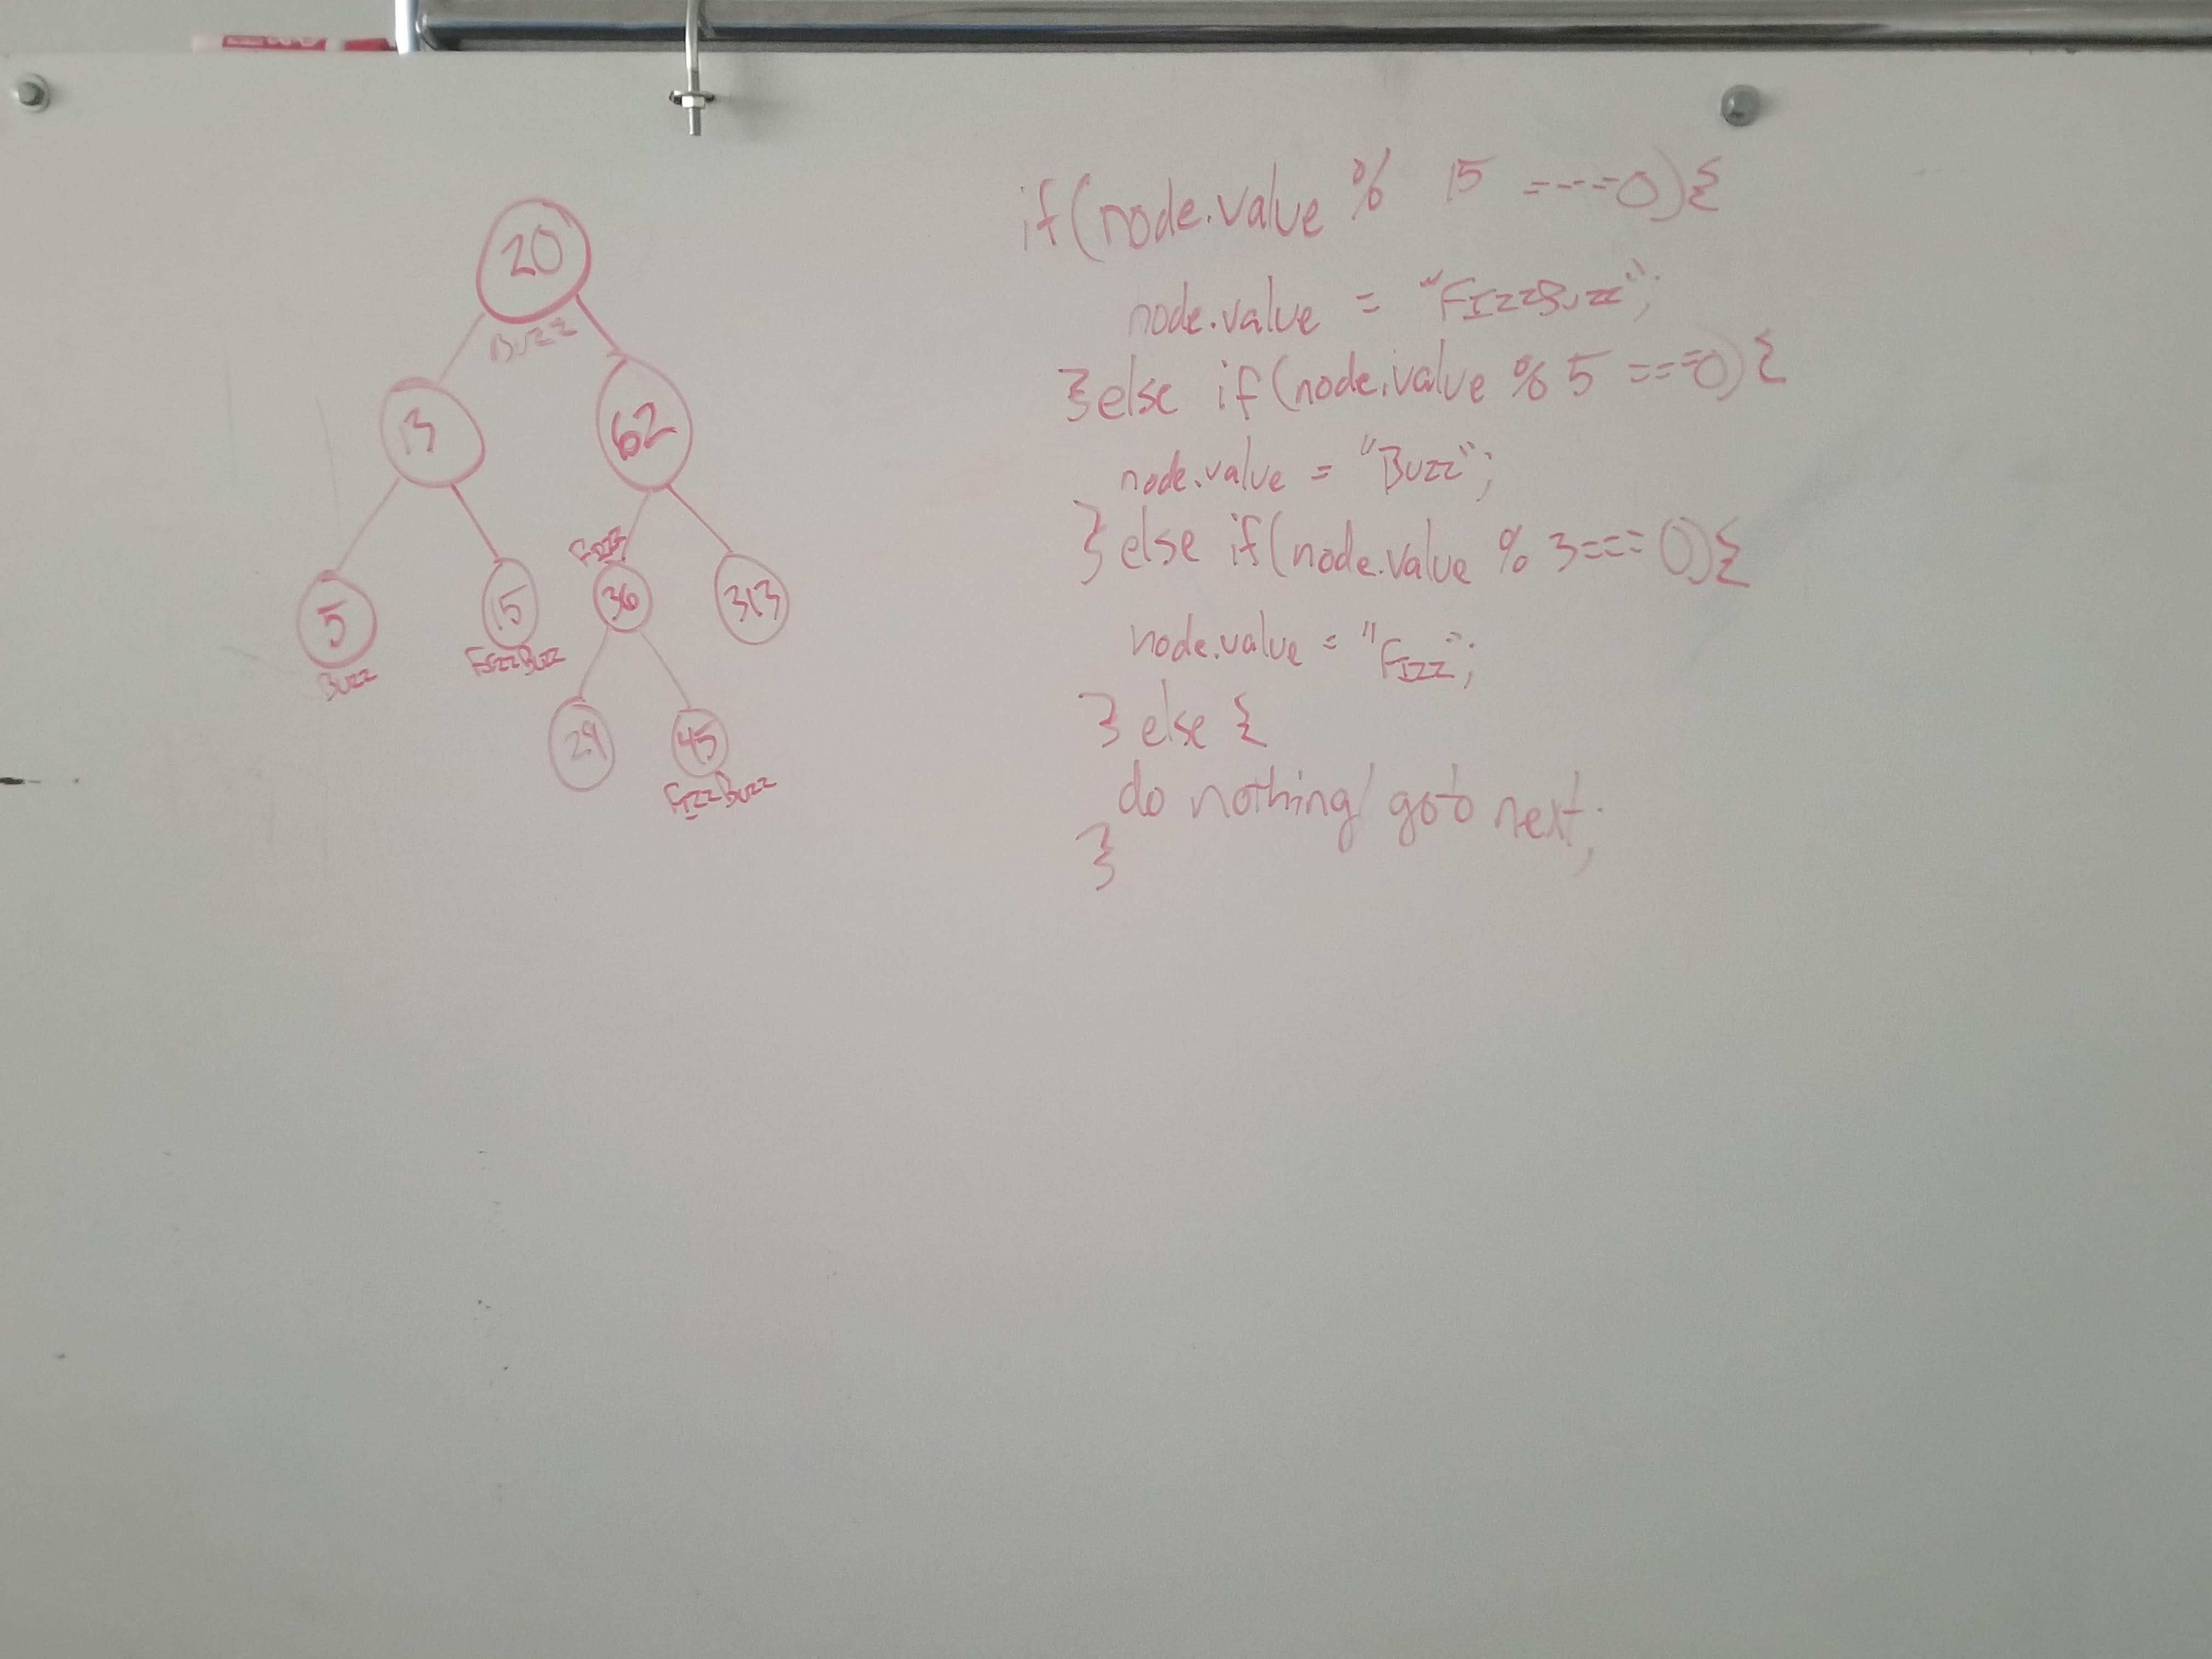 20
Buzz
13
62
5
Buzz
15
FizzBuzz
Fizz
36
313
29
45
FizzBuzz
if(node.value % 15 ====0){
node.value = "FIzzBuzz";
}else if(node.value % 5 ===0){
node.value = "Buzz";
} else if(node.value % 3===0){
node.value = "FIzz";
} else {
do nothing/ go to next;
}